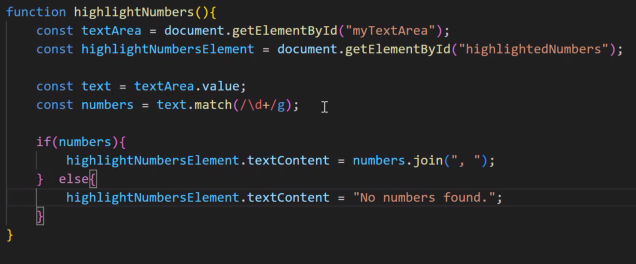 function highlightNumbers(){
    const textArea = document.getElementById("myTextArea");
    const highlightNumbersElement = document.getElementById("highlightedNumbers");
    const text = textArea.value;
    const numbers = text.match(/\d+/g);
    if(numbers){
        highlightNumbersElement.textContent = numbers.join(", ");
    }  else{
        highlightNumbersElement.textContent = "No numbers found.";
    }
}